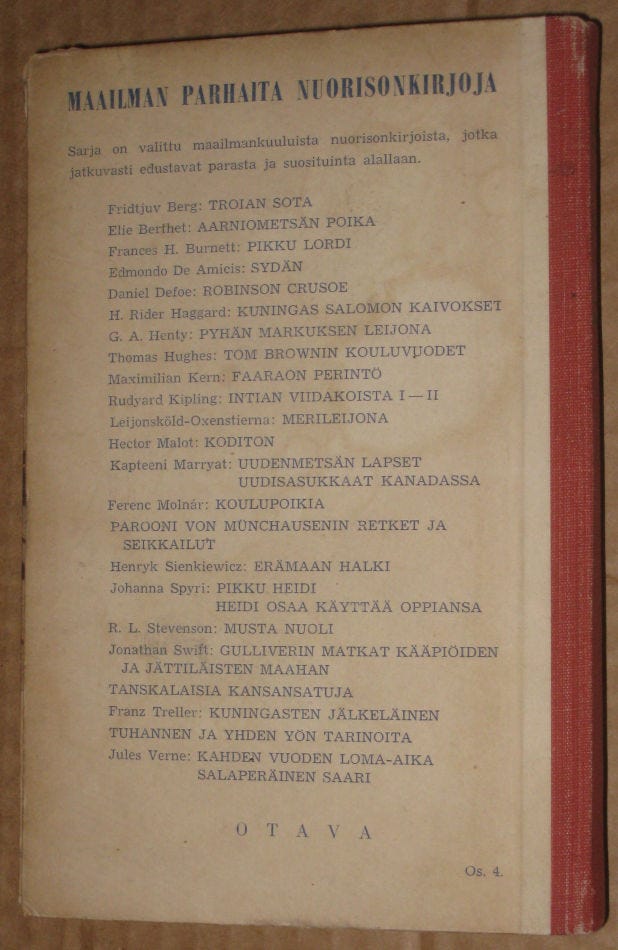 MAAILMAN PARHAITA NUORISONKIRJOJA
Sarja on valittu maailmankuuluista nuorisonkirjoista, jotka
jatkuvasti edustavat parasta ja suosituinta alallaan.
Fridtjuv Berg: TROIAN SOTA
Elie Berthet: AARNIOMETSÄN POIKA
Frances H. Burnett: PIKKU LORDI
Edmondo De Amicis: SYDÄN
Daniel Defoe: ROBINSON CRUSOE
H. Rider Haggard: KUNINGAS SALOMON KAIVOKSET
G. A. Henty: PYHÄN MARKUKSEN LEIJONA
Thomas Hughes: TOM BROWNIN KOULUVUODET
Maximilian Kern: FAARAON PERINTÖ
Rudyard Kipling: INTIAN VIIDAKOISTA I — II
Leijonsköld-Oxenstierna: MERILEIJONA
Hector Malot: KODITON
Kapteeni Marryat: UUDENMETSÄN LAPSET
UUDISASUKKAAT KANADASSA
Ferenc Molnár: KOULUPOIKIA
PAROONI VON MÜNCHAUSENIN RETKET JA
SEIKKAILUT
Henryk Sienkiewicz: ERÄMAAN HALKI
Johanna Spyri: PIKKU HEIDI
HEIDI OSAA KÄYTTÄÄ OPPIANSA
R. L. Stevenson: MUSTA NUOLI
Jonathan Swift: GULLIVERIN MATKAT KÄÄPIÖIDEN
JA JÄTTILÄISTEN MAAHAN
TANSKALAISIA KANSANSATUJA
Franz Treller: KUNINGASTEN JÄLKELÄINEN
TUHANNEN JA YHDEN YÖN TARINOITA
Jules Verne: KAHDEN VUODEN LOMA-AIKA
SALAPERÄINEN SAARI
OTAVA
Os. 4.